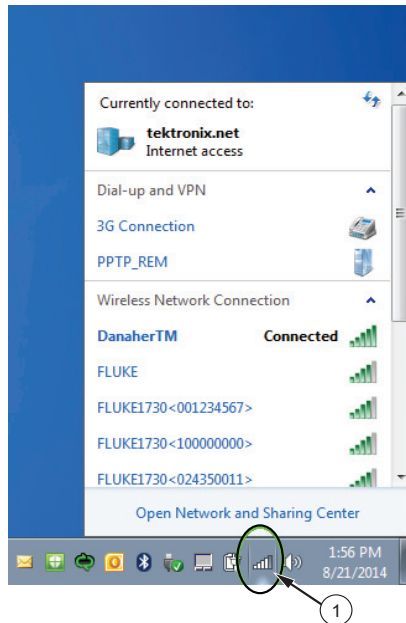 Currently connected to:
tektronix.net
Internet access
Dial-up and VPN
3G Connection
PPTP_REM
Wireless Network Connection
DanaherTM Connected
FLUKE
FLUKE1730<001234567>
FLUKE1730<100000000>
FLUKE1730<024350011>
Open Network and Sharing Center
1:56 PM
8/21/2014
1